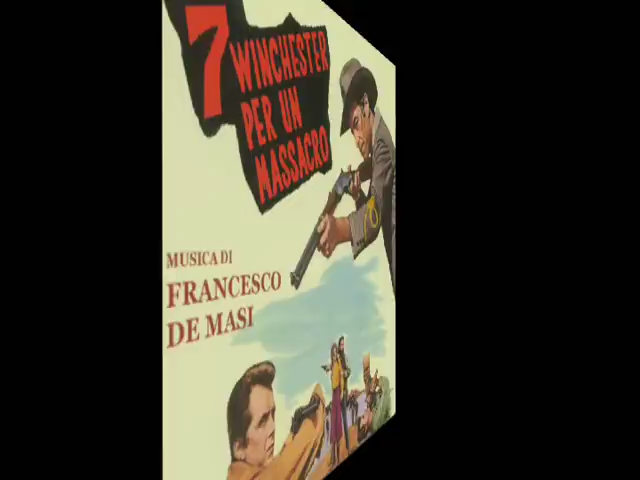 7
WINCHESTER
PER UN
MASSACRO
MUSICA DI
FRANCESCO
DE MASI